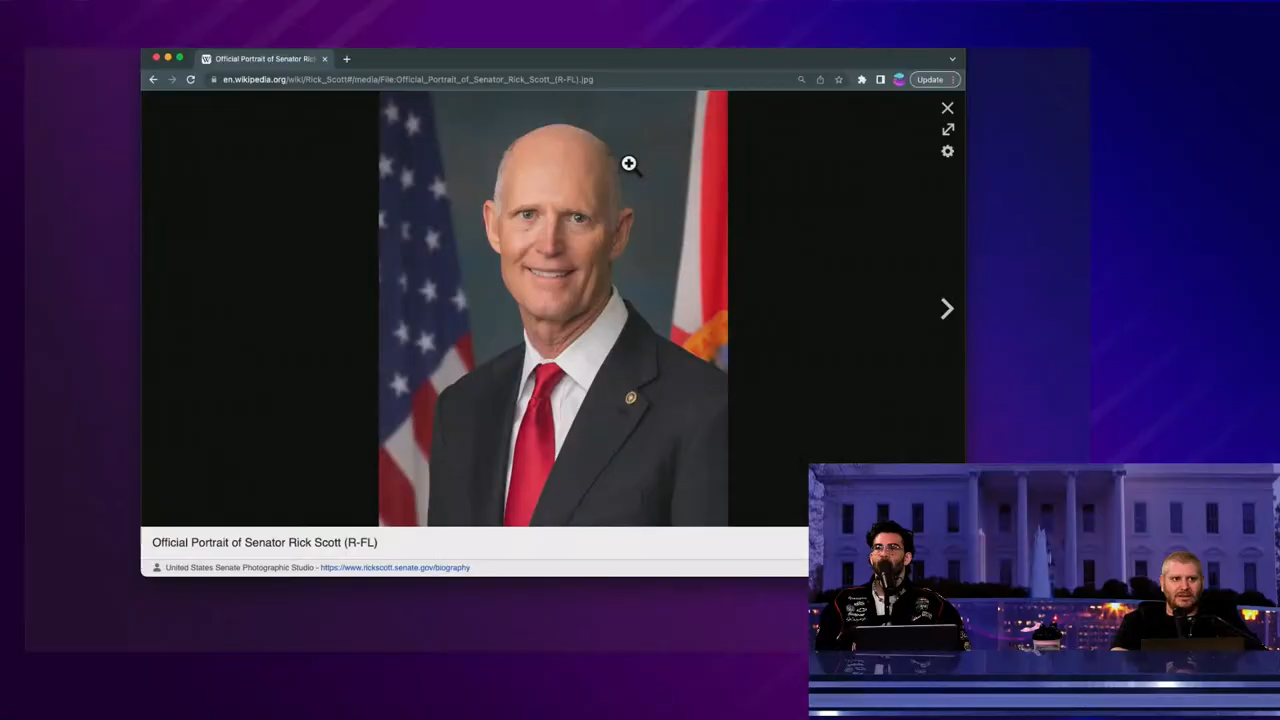 Official Portrait of Senator Rick
Update
en.wikipedia.org/wiki/Rick_Scott#/media/File:Official_Portrait_of_Senator_Rick_Scott_(R-FL).jpg
Official Portrait of Senator Rick Scott (R-FL)
United States Senate Photographic Studio - https://www.rickscott.senate.gov/biography